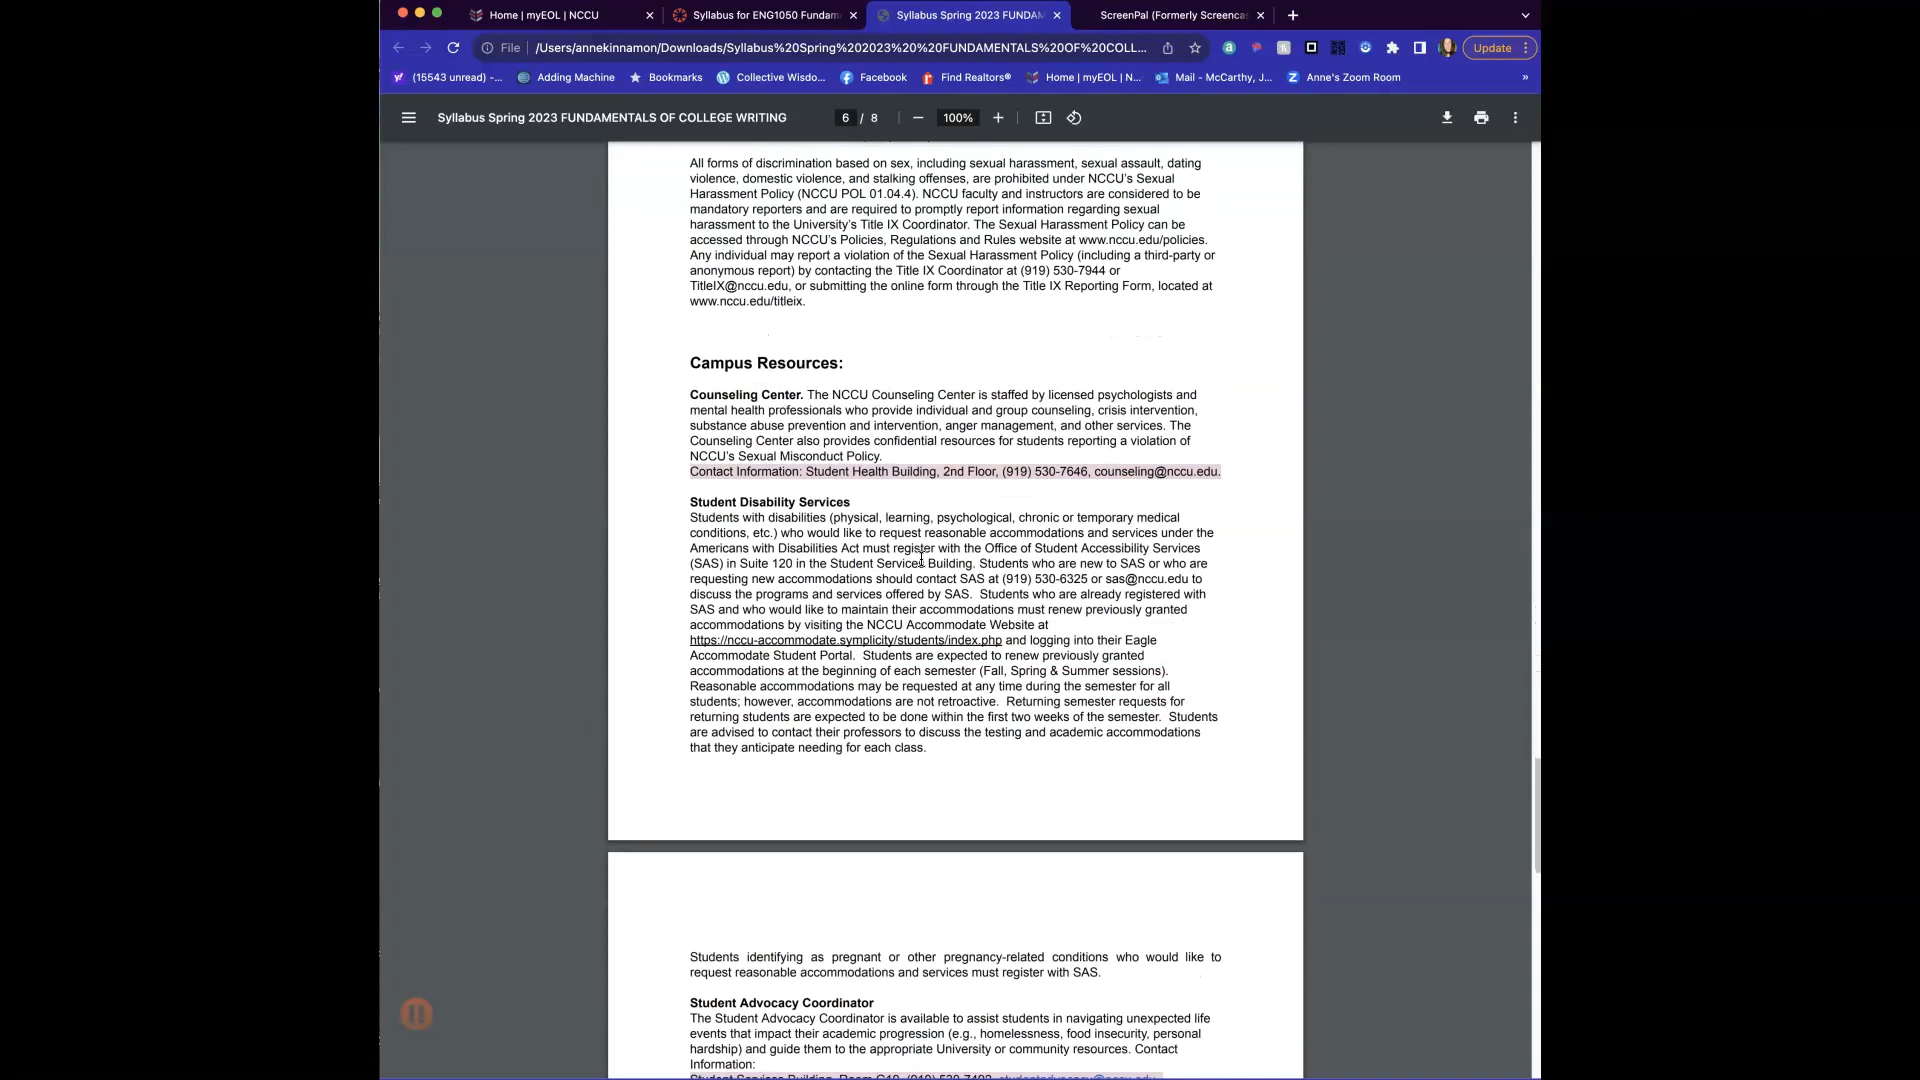 Home | myEOL | NCCU
Syllabus for ENG1050 Fundam
Syllabus Spring 2023 FUNDAM
ScreenPal (Formerly Screencas
File
/Users/annekinnamon/Downloads/Syllabus%20Spring%202023%20%20FUNDAMENTALS%20OF%20COLL...
Update
(15543 unread) -...
Adding Machine
Bookmarks
Collective Wisdo...
Facebook
Find Realtors®
Home | myEOL | N...
Mail - McCarthy, J...
Anne's Zoom Room
»
Syllabus Spring 2023 FUNDAMENTALS OF COLLEGE WRITING
6 / 8
100%
All forms of discrimination based on sex, including sexual harassment, sexual assault, dating
violence, domestic violence, and stalking offenses, are prohibited under NCCU's Sexual
Harassment Policy (NCCU POL 01.04.4). NCCU faculty and instructors are considered to be
mandatory reporters and are required to promptly report information regarding sexual
harassment to the University's Title IX Coordinator. The Sexual Harassment Policy can be
accessed through NCCU's Policies, Regulations and Rules website at www.nccu.edu/policies.
Any individual may report a violation of the Sexual Harassment Policy (including a third-party or
anonymous report) by contacting the Title IX Coordinator at (919) 530-7944 or
TitleIX@nccu.edu, or submitting the online form through the Title IX Reporting Form, located at
www.nccu.edu/titleix.
Campus Resources:
Counseling Center. The NCCU Counseling Center is staffed by licensed psychologists and
mental health professionals who provide individual and group counseling, crisis intervention,
substance abuse prevention and intervention, anger management, and other services. The
Counseling Center also provides confidential resources for students reporting a violation of
NCCU's Sexual Misconduct Policy.
Contact Information: Student Health Building, 2nd Floor, (919) 530-7646, counseling@nccu.edu.
Student Disability Services
Students with disabilities (physical, learning, psychological, chronic or temporary medical
conditions, etc.) who would like to request reasonable accommodations and services under the
Americans with Disabilities Act must register with the Office of Student Accessibility Services
(SAS) in Suite 120 in the Student Services Building. Students who are new to SAS or who are
requesting new accommodations should contact SAS at (919) 530-6325 or sas@nccu.edu to
discuss the programs and services offered by SAS. Students who are already registered with
SAS and who would like to maintain their accommodations must renew previously granted
accommodations by visiting the NCCU Accommodate Website at
https://nccu-accommodate.symplicity/students/index.php and logging into their Eagle
Accommodate Student Portal. Students are expected to renew previously granted
accommodations at the beginning of each semester (Fall, Spring & Summer sessions).
Reasonable accommodations may be requested at any time during the semester for all
students; however, accommodations are not retroactive. Returning semester requests for
returning students are expected to be done within the first two weeks of the semester. Students
are advised to contact their professors to discuss the testing and academic accommodations
that they anticipate needing for each class.
Students identifying as pregnant or other pregnancy-related conditions who would like to
request reasonable accommodations and services must register with SAS.
Student Advocacy Coordinator
The Student Advocacy Coordinator is available to assist students in navigating unexpected life
events that impact their academic progression (e.g., homelessness, food insecurity, personal
hardship) and guide them to the appropriate University or community resources. Contact
Information:
Student Services Building, Room